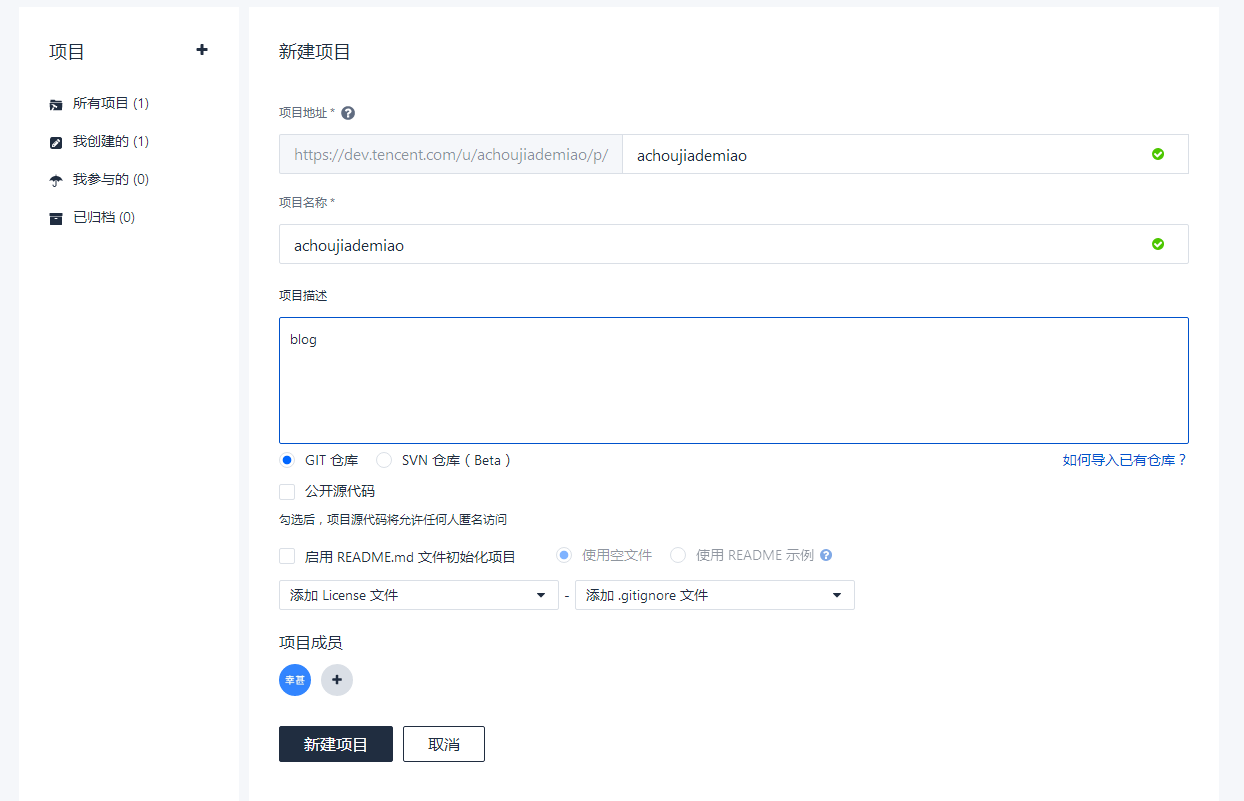 项目
所有项目 (1)
我创建的 (1)
我参与的 (0)
已归档 (0)
新建项目
项目地址 *
https://dev.tencent.com/u/achoujiademiao/p/ achoujiademiao
项目名称 *
achoujiademiao
项目描述
blog
GIT 仓库 SVN 仓库 ( Beta ) 如何导入已有仓库？
公开源代码
勾选后，项目源代码将允许任何人匿名访问
启用 README.md 文件初始化项目 使用空文件 使用 README 示例
添加 License 文件 - 添加 .gitignore 文件
项目成员
幸甚
新建项目 取消